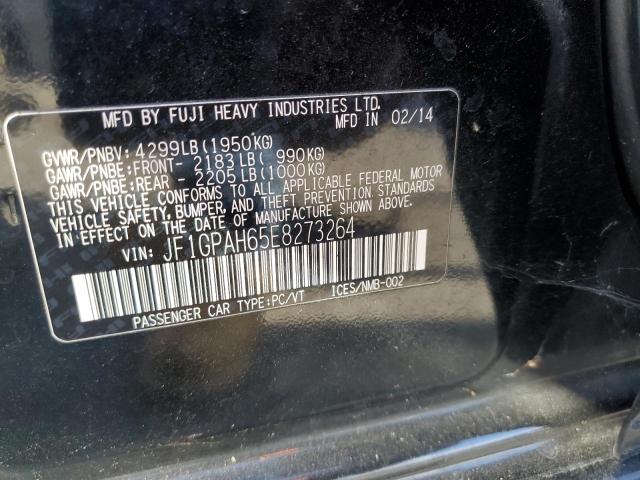 MFD BY FUJI HEAVY INDUSTRIES LTD.
MFD IN 02/14
GVWR/PNBV: 4299LB(1950KG)
GAWR/PNBE:FRONT- 2183LB( 990KG)
GAWR/PNBE:REAR - 2205LB(1000KG)
THIS VEHICLE CONFORMS TO ALL APPLICABLE FEDERAL MOTOR
VEHICLE SAFETY, BUMPER, AND THEFT PREVENTION STANDARDS
IN EFFECT ON THE DATE OF MANUFACTURE SHOWN ABOVE.
VIN: JF1GPAH65E8273264
PASSENGER CAR TYPE:PC/VT ICES/NMB-002